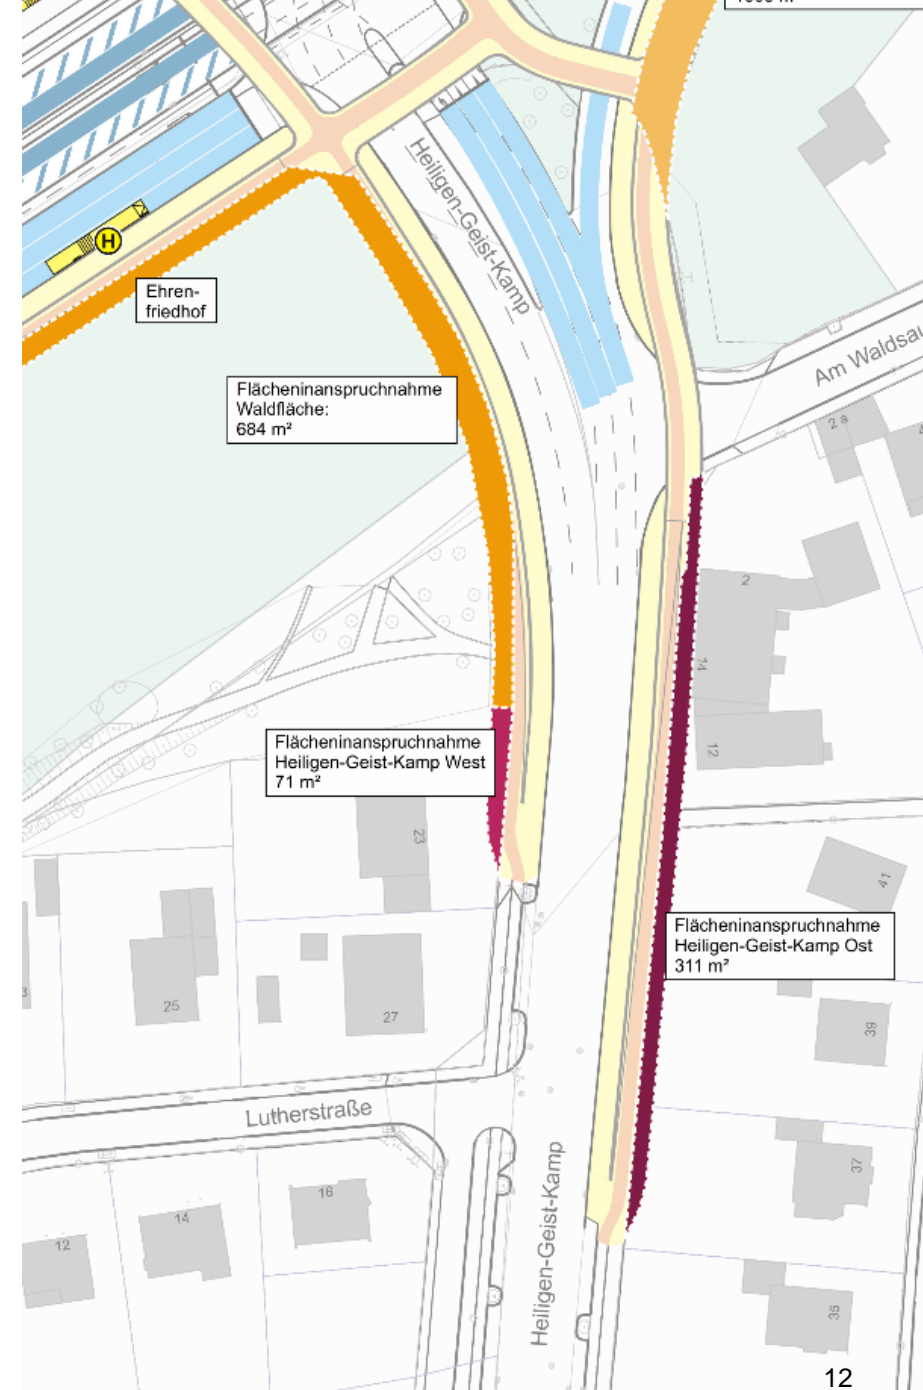 H
Heiligen-Geist-Kamp
Ehren-
friedhof
Am Waldsau
Flächeninanspruchnahme
Waldfläche:
684 m²
2
14
12
Flächeninanspruchnahme
Heiligen-Geist-Kamp West
71 m²
23
41
Flächeninanspruchnahme
Heiligen-Geist-Kamp Ost
311 m²
25
27
39
Lutherstraße
Heiligen-Geist-Kamp
37
16
14
12
35
12